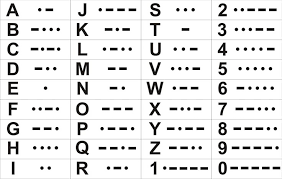 A •– J •––– S ••• 2 ••–––
B –••• K –•– T – 3 •••––
C –•–• L •–•• U ••– 4 ••••–
D –•• M –– V •••– 5 •••••
E • N –• W •–– 6 –••••
F ••–• O ––– X –••– 7 ––•••
G ––• P •––• Y –•–– 8 –––••
H •••• Q ––•– Z ––•• 9 ––––•
I •• R •–• 1 •–––– 0 –––––